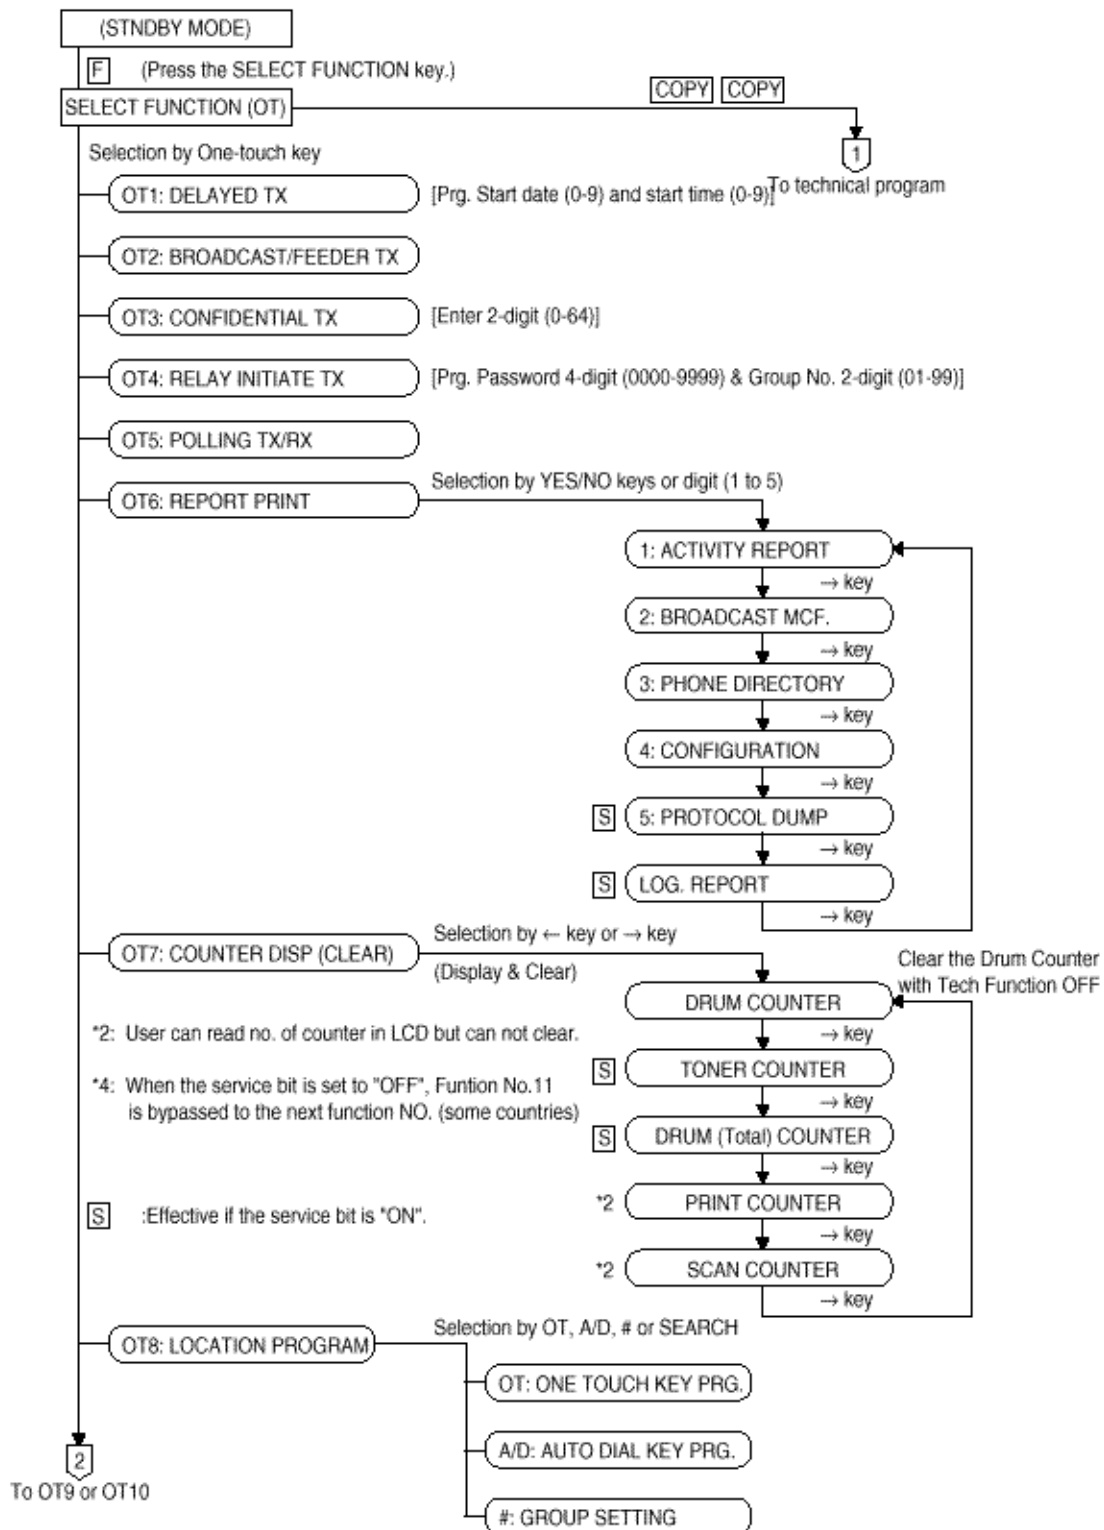 (STNDBY MODE)
F (Press the SELECT FUNCTION key.)
COPY COPY
SELECT FUNCTION (OT)
1
To technical program
Selection by One-touch key
OT1: DELAYED TX [Prg. Start date (0-9) and start time (0-9)]
OT2: BROADCAST/FEEDER TX
OT3: CONFIDENTIAL TX [Enter 2-digit (0-64)]
OT4: RELAY INITIATE TX [Prg. Password 4-digit (0000-9999) & Group No. 2-digit (01-99)]
OT5: POLLING TX/RX
OT6: REPORT PRINT Selection by YES/NO keys or digit (1 to 5)
1: ACTIVITY REPORT
→ key
2: BROADCAST MCF.
→ key
3: PHONE DIRECTORY
→ key
4: CONFIGURATION
→ key
S 5: PROTOCOL DUMP
→ key
S LOG. REPORT
→ key
OT7: COUNTER DISP (CLEAR) Selection by ← key or → key
(Display & Clear)
Clear the Drum Counter
with Tech Function OFF
DRUM COUNTER
→ key
S TONER COUNTER
→ key
S DRUM (Total) COUNTER
→ key
*2 PRINT COUNTER
→ key
*2 SCAN COUNTER
→ key
*2: User can read no. of counter in LCD but can not clear.
*4: When the service bit is set to "OFF", Funtion No.11
is bypassed to the next function NO. (some countries)
S :Effective if the service bit is "ON".
OT8: LOCATION PROGRAM Selection by OT, A/D, # or SEARCH
OT: ONE TOUCH KEY PRG.
A/D: AUTO DIAL KEY PRG.
#: GROUP SETTING
2
To OT9 or OT10